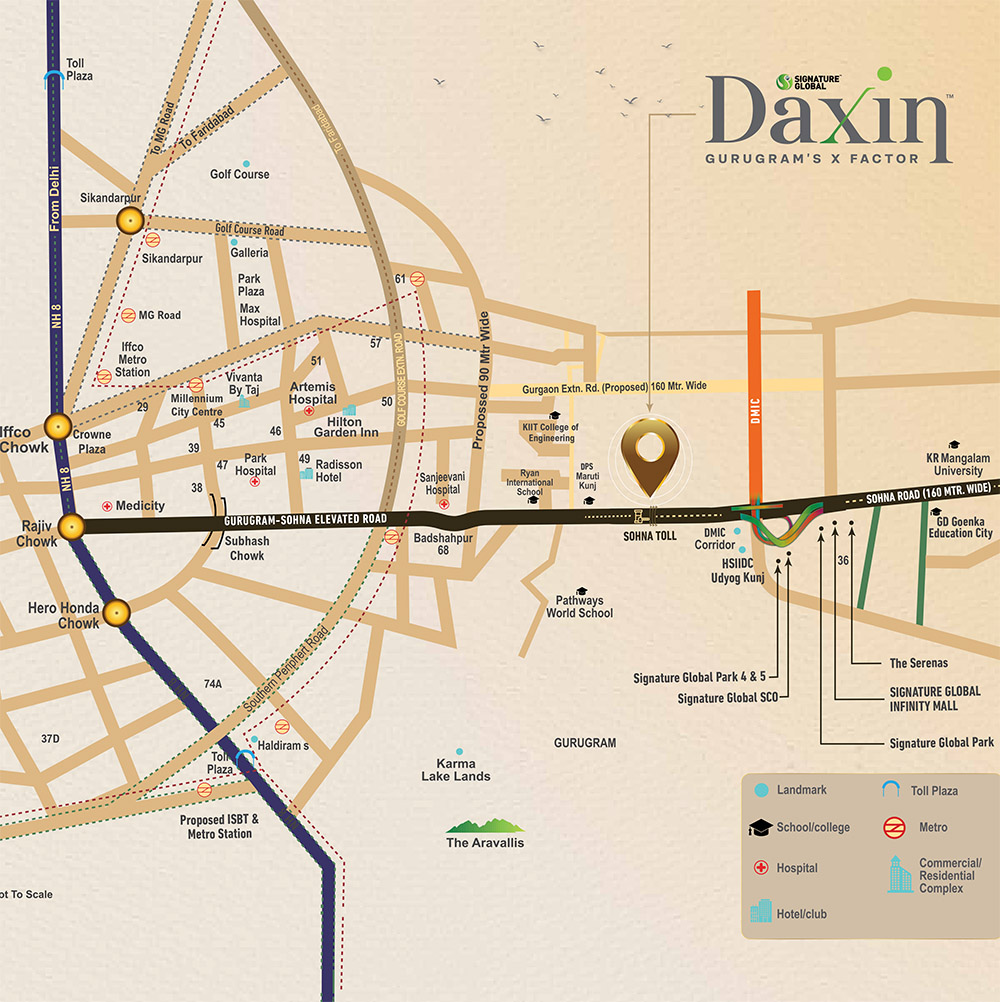 Toll
Plaza
SIGNATURE™
GLOBAL
Daxin™
GURUGRAM'S X FACTOR
To MG Road
To Faridabad
To Faridabad
From Delhi
Golf Course
Sikandarpur
Golf Course Road
Sikandarpur
Galleria
Park
Plaza
61
MG Road
Max
Hospital
NH 8
57
Iffco
Metro
Station
51
GOLF COURSE EXTN. ROAD
Propossed 90 Mtr Wide
Vivanta
By Taj
Artemis
Hospital
Millennium
City Centre
50
Gurgaon Extn. Rd. (Proposed) 160 Mtr. Wide
DMIC
29
45
46
Hilton
Garden Inn
KIIT College of
Engineering
Iffco
Chowk
Crowne
Plaza
39
47
Park
Hospital
49
Radisson
Hotel
Sanjeevani
Hospital
Ryan
International
School
DPS
Maruti
Kunj
KR Mangalam
University
NH 8
38
Medicity
SOHNA ROAD (160 MTR. WIDE)
Rajiv
Chowk
GURUGRAM-SOHNA ELEVATED ROAD
Subhash
Chowk
Badshahpur
68
SOHNA TOLL
DMIC
Corridor
HSIIDC
Udyog Kunj
36
GD Goenka
Education City
Hero Honda
Chowk
Pathways
World School
Southern Peripherl Road
Signature Global Park 4 & 5
Signature Global SCO
The Serenas
SIGNATURE GLOBAL
INFINITY MALL
Signature Global Park
74A
37D
Haldiram s
Toll
Plaza
GURUGRAM
Karma
Lake Lands
Proposed ISBT &
Metro Station
The Aravallis
ot To Scale
Landmark
Toll Plaza
School/college
Metro
Hospital
Commercial/
Residential
Complex
Hotel/club